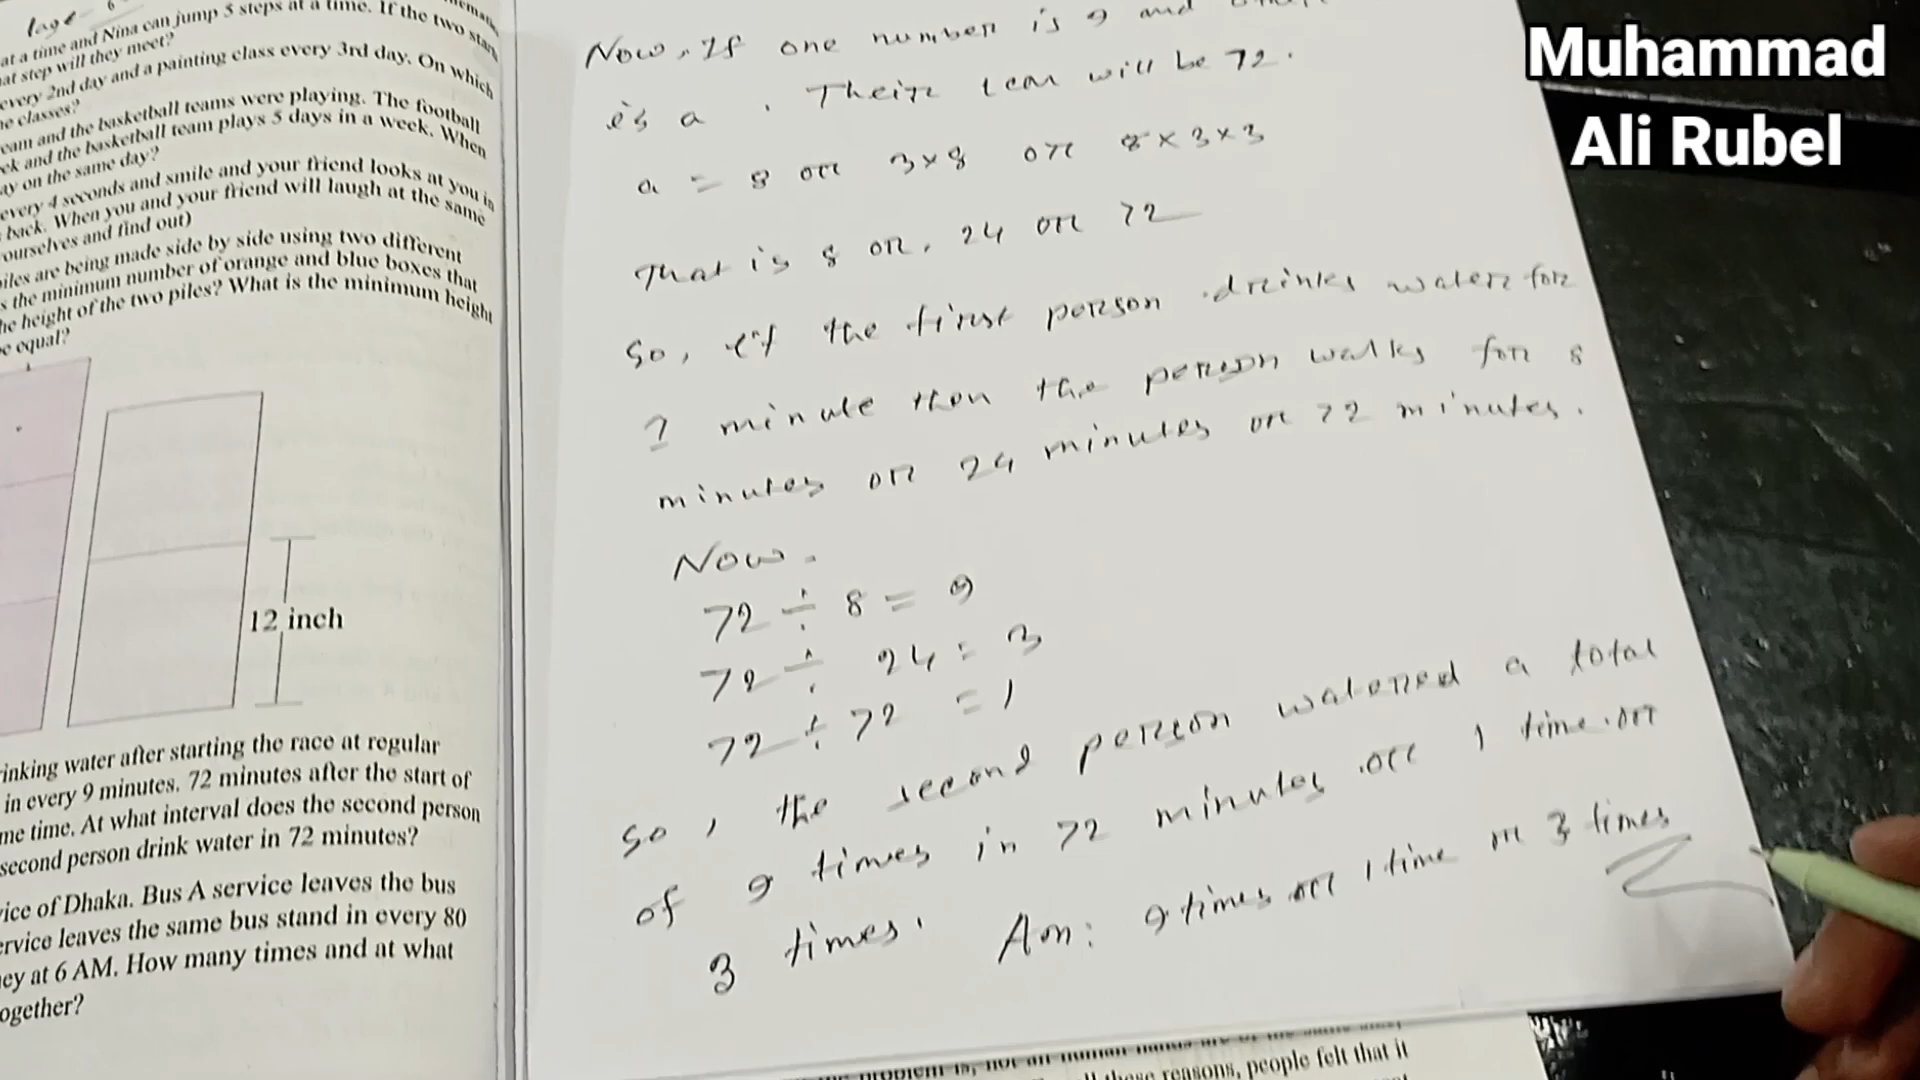 at a time and Nina can jump 5 steps at a time. If the two start
at step will they meet?
every 2nd day and a painting class every 3rd day. On which
e classes?
eam and the basketball teams were playing. The football
ek and the basketball team plays 5 days in a week. When
ay on the same day?
every 4 seconds and smile and your friend looks at you in
back. When you and your friend will laugh at the same
ourselves and find out)
piles are being made side by side using two different
s the minimum number of orange and blue boxes that
he height of the two piles? What is the minimum height
e equal?
12 inch
inking water after starting the race at regular
in every 9 minutes. 72 minutes after the start of
me time. At what interval does the second person
second person drink water in 72 minutes?
vice of Dhaka. Bus A service leaves the bus
ervice leaves the same bus stand in every 80
ey at 6 AM. How many times and at what
ogether?
Now, If one number is 9 and
is a . Their lcm will be 72.
a = 8 or 3×8 or 8×3×3
That is 8 or, 24 or 72
So, if the first person drinks water for
minute then the person walks for 8
minutes or 24 minutes or 72 minutes.
Now.
72 ÷ 8 = 9
72 ÷ 24 = 3
72 ÷ 72 = 1
So, the second person watered a total
of 9 times in 72 minutes or 1 time or
3 times. Ans: 9 times or 1 time or 3 times
Muhammad
Ali Rubel
reasons, people felt that it